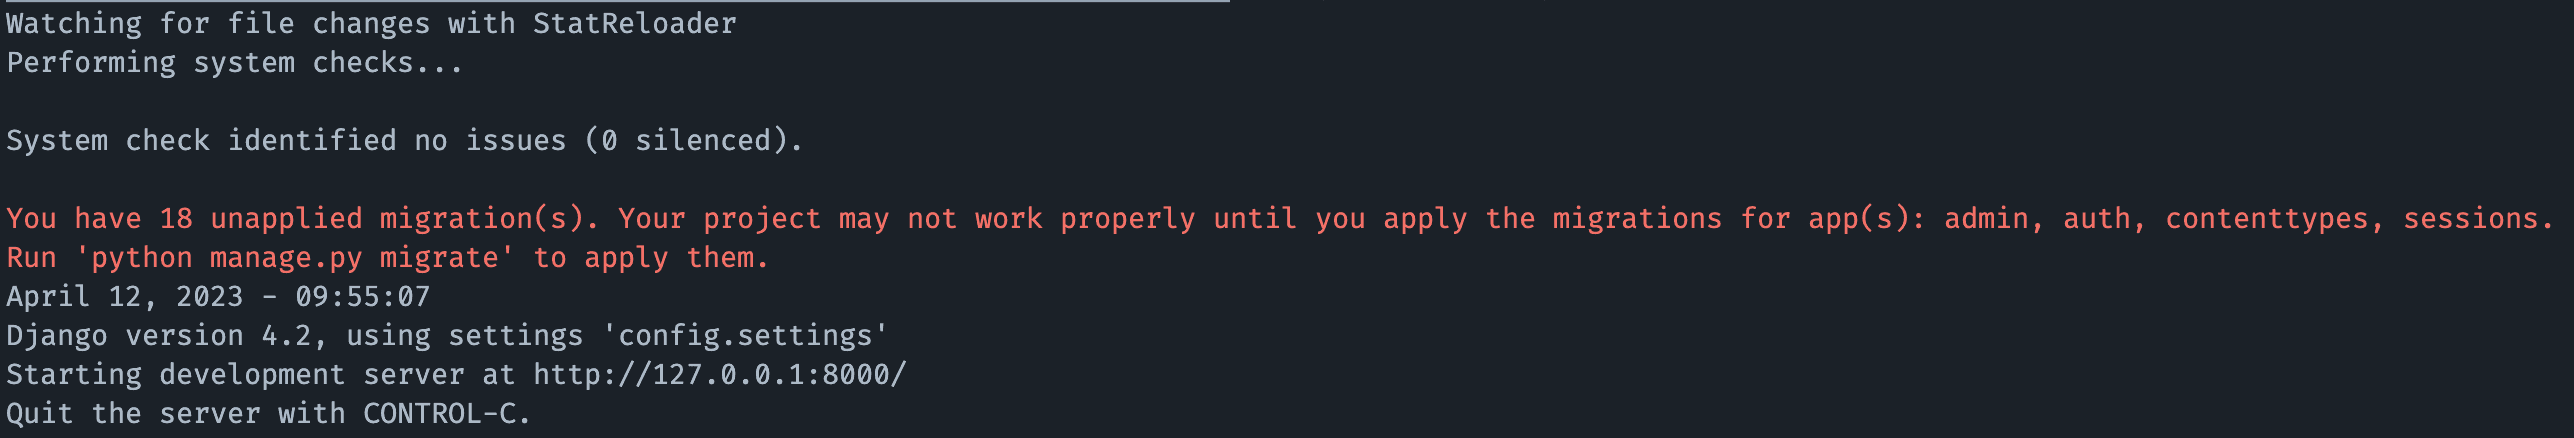 Watching for file changes with StatReloader
Performing system checks...
System check identified no issues (0 silenced).
You have 18 unapplied migration(s). Your project may not work properly until you apply the migrations for app(s): admin, auth, contenttypes, sessions.
Run 'python manage.py migrate' to apply them.
April 12, 2023 - 09:55:07
Django version 4.2, using settings 'config.settings'
Starting development server at http://127.0.0.1:8000/
Quit the server with CONTROL-C.